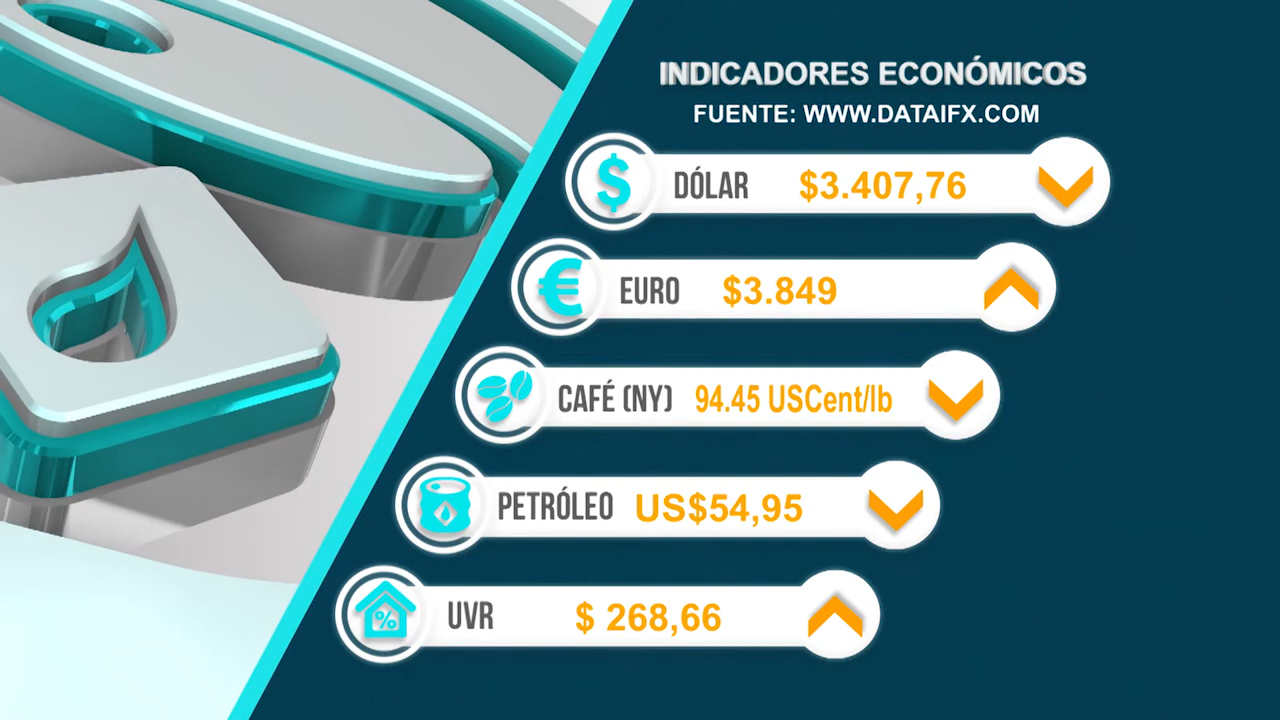 INDICADORES ECONÓMICOS
FUENTE: WWW.DATAIFX.COM
$ DÓLAR $3.407,76
€ EURO $3.849
CAFÉ (NY) 94.45 USCent/lb
PETRÓLEO US$54,95
% UVR $ 268,66